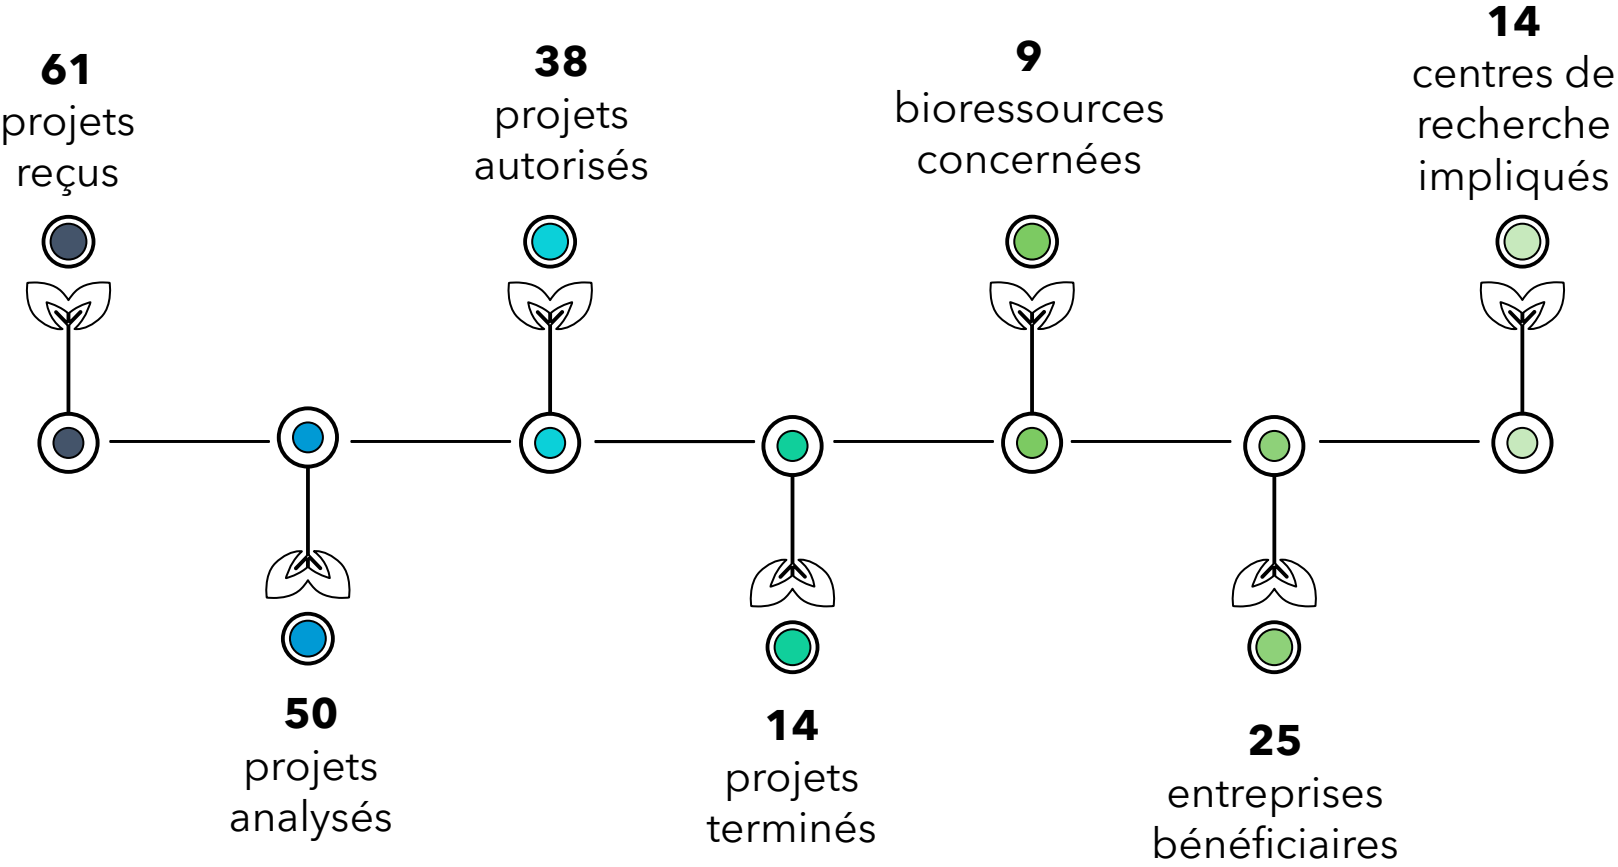 61
projets
reçus
50
projets
analysés
38
projets
autorisés
14
projets
terminés
9
bioressources
concernées
25
entreprises
bénéficiaires
14
centres de
recherche
impliqués